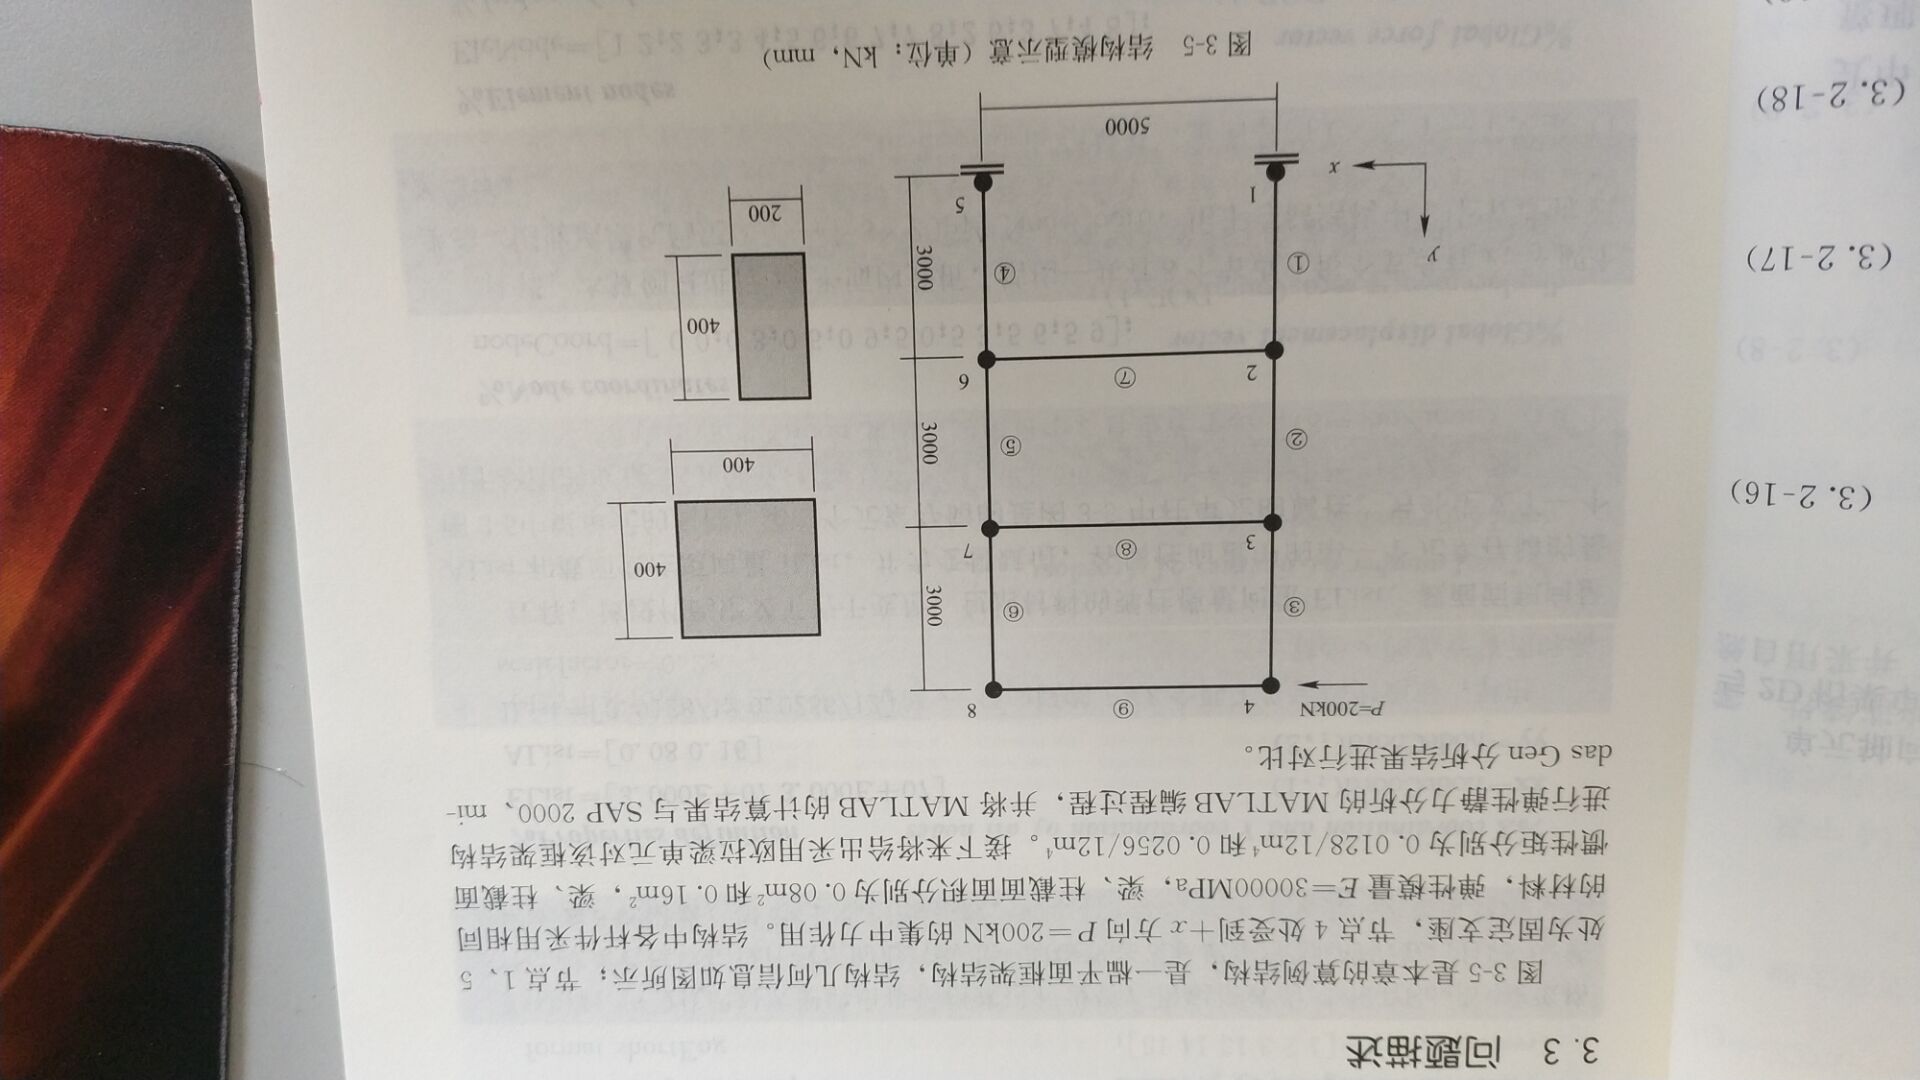 3.3 问题描述
图 3-5 是本章的算例结构，是一榀平面框架结构，结构几何信息如图所示；节点 1、5
处为固定支座，节点 4 处受到+x 方向 P=200kN 的集中力作用。结构中各杆件采用相同
的材料，弹性模量 E=30000MPa，梁、柱截面面积分别为 0.08m²和 0.16m²，梁、柱截面
惯性矩分别为 0.0128/12m⁴和 0.0256/12m⁴。接下来将给出采用欧拉梁单元对该框架结构
进行弹性静力分析的 MATLAB 编程过程，并将 MATLAB 的计算结果与 SAP 2000、mi-
das Gen 分析结果进行对比。
P=200kN
4
⑨
8
③
⑥
3000
400
3
⑧
7
400
②
⑤
3000
2
⑦
6
400
①
④
3000
200
y
x
1
5
5000
图 3-5 结构模型示意（单位：kN，mm）
(3.2-16)
(3.2-17)
(3.2-18)